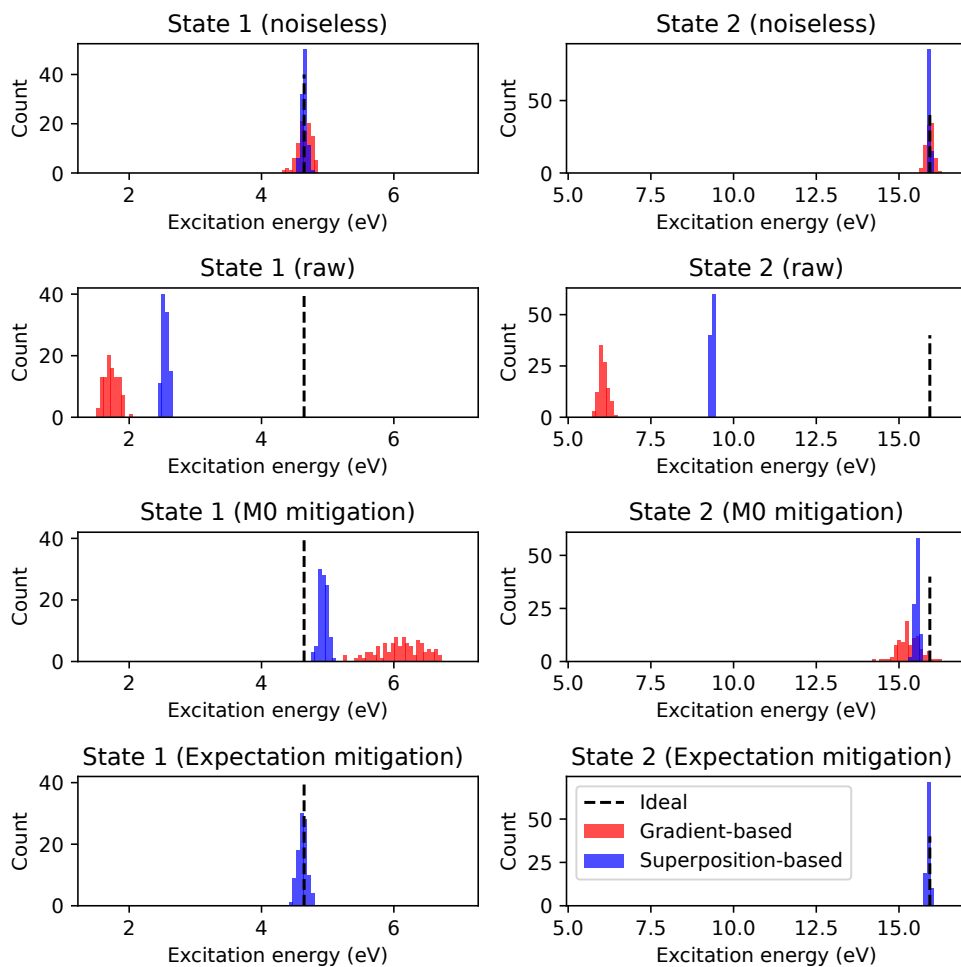 State 1 (noiseless)
Count
40
20
0
2
4
6
Excitation energy (eV)
State 2 (noiseless)
Count
50
0
5.0
7.5
10.0
12.5
15.0
Excitation energy (eV)
State 1 (raw)
Count
40
20
0
2
4
6
Excitation energy (eV)
State 2 (raw)
Count
50
25
0
5.0
7.5
10.0
12.5
15.0
Excitation energy (eV)
State 1 (M0 mitigation)
Count
40
20
0
2
4
6
Excitation energy (eV)
State 2 (M0 mitigation)
Count
50
25
0
5.0
7.5
10.0
12.5
15.0
Excitation energy (eV)
State 1 (Expectation mitigation)
Count
40
20
0
2
4
6
Excitation energy (eV)
State 2 (Expectation mitigation)
Count
50
25
0
Ideal
Gradient-based
Superposition-based
5.0
7.5
10.0
12.5
15.0
Excitation energy (eV)